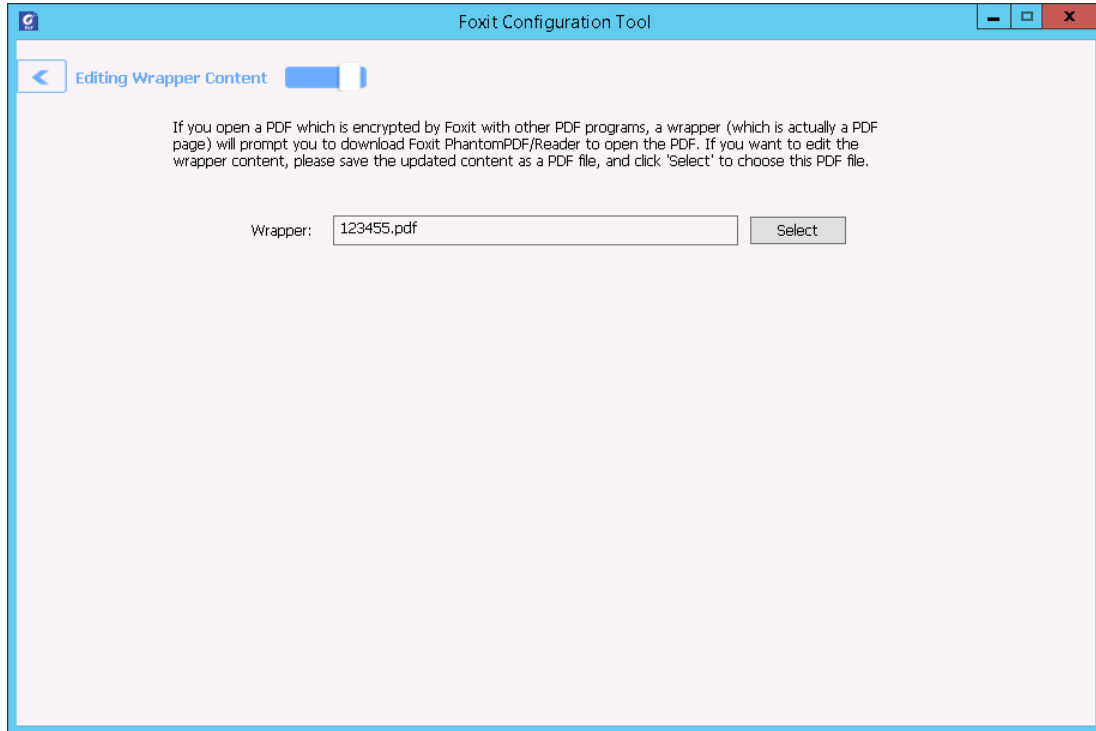 Foxit Configuration Tool
Editing Wrapper Content
If you open a PDF which is encrypted by Foxit with other PDF programs, a wrapper (which is actually a PDF
page) will prompt you to download Foxit PhantomPDF/Reader to open the PDF. If you want to edit the
wrapper content, please save the updated content as a PDF file, and click 'Select' to choose this PDF file.
Wrapper: 123455.pdf Select